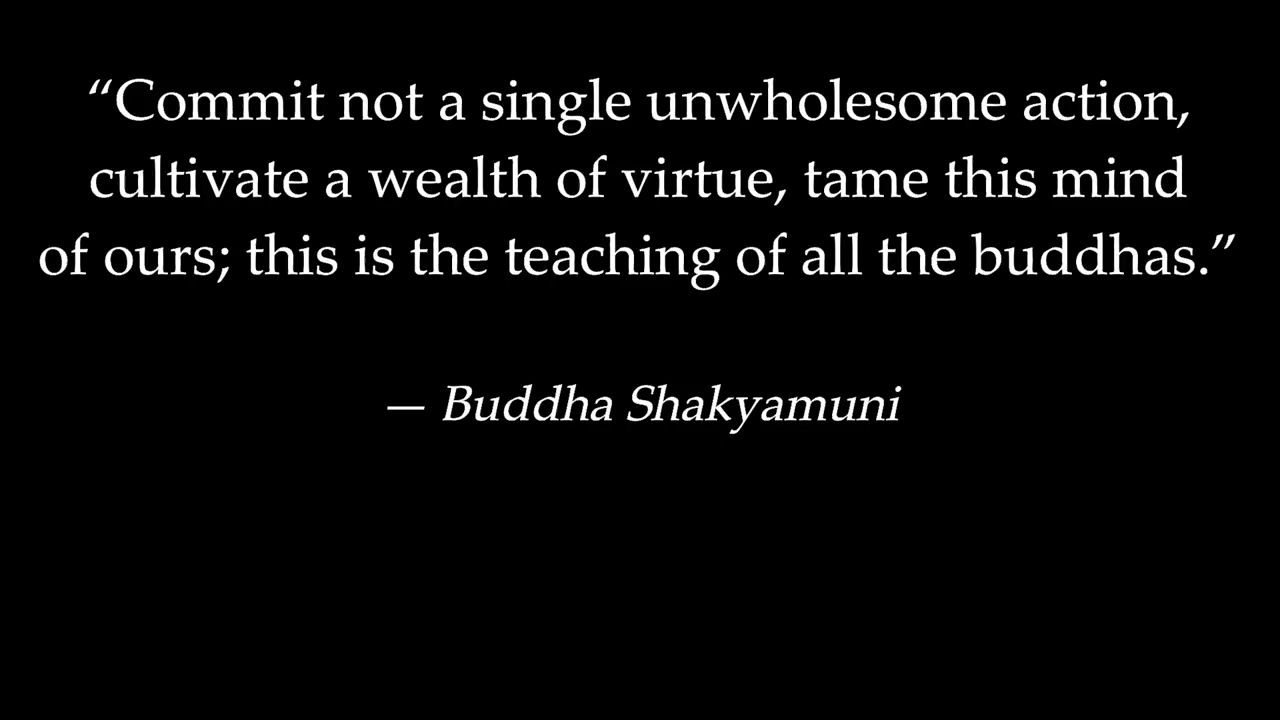 “Commit not a single unwholesome action,
cultivate a wealth of virtue, tame this mind
of ours; this is the teaching of all the buddhas.”
— Buddha Shakyamuni